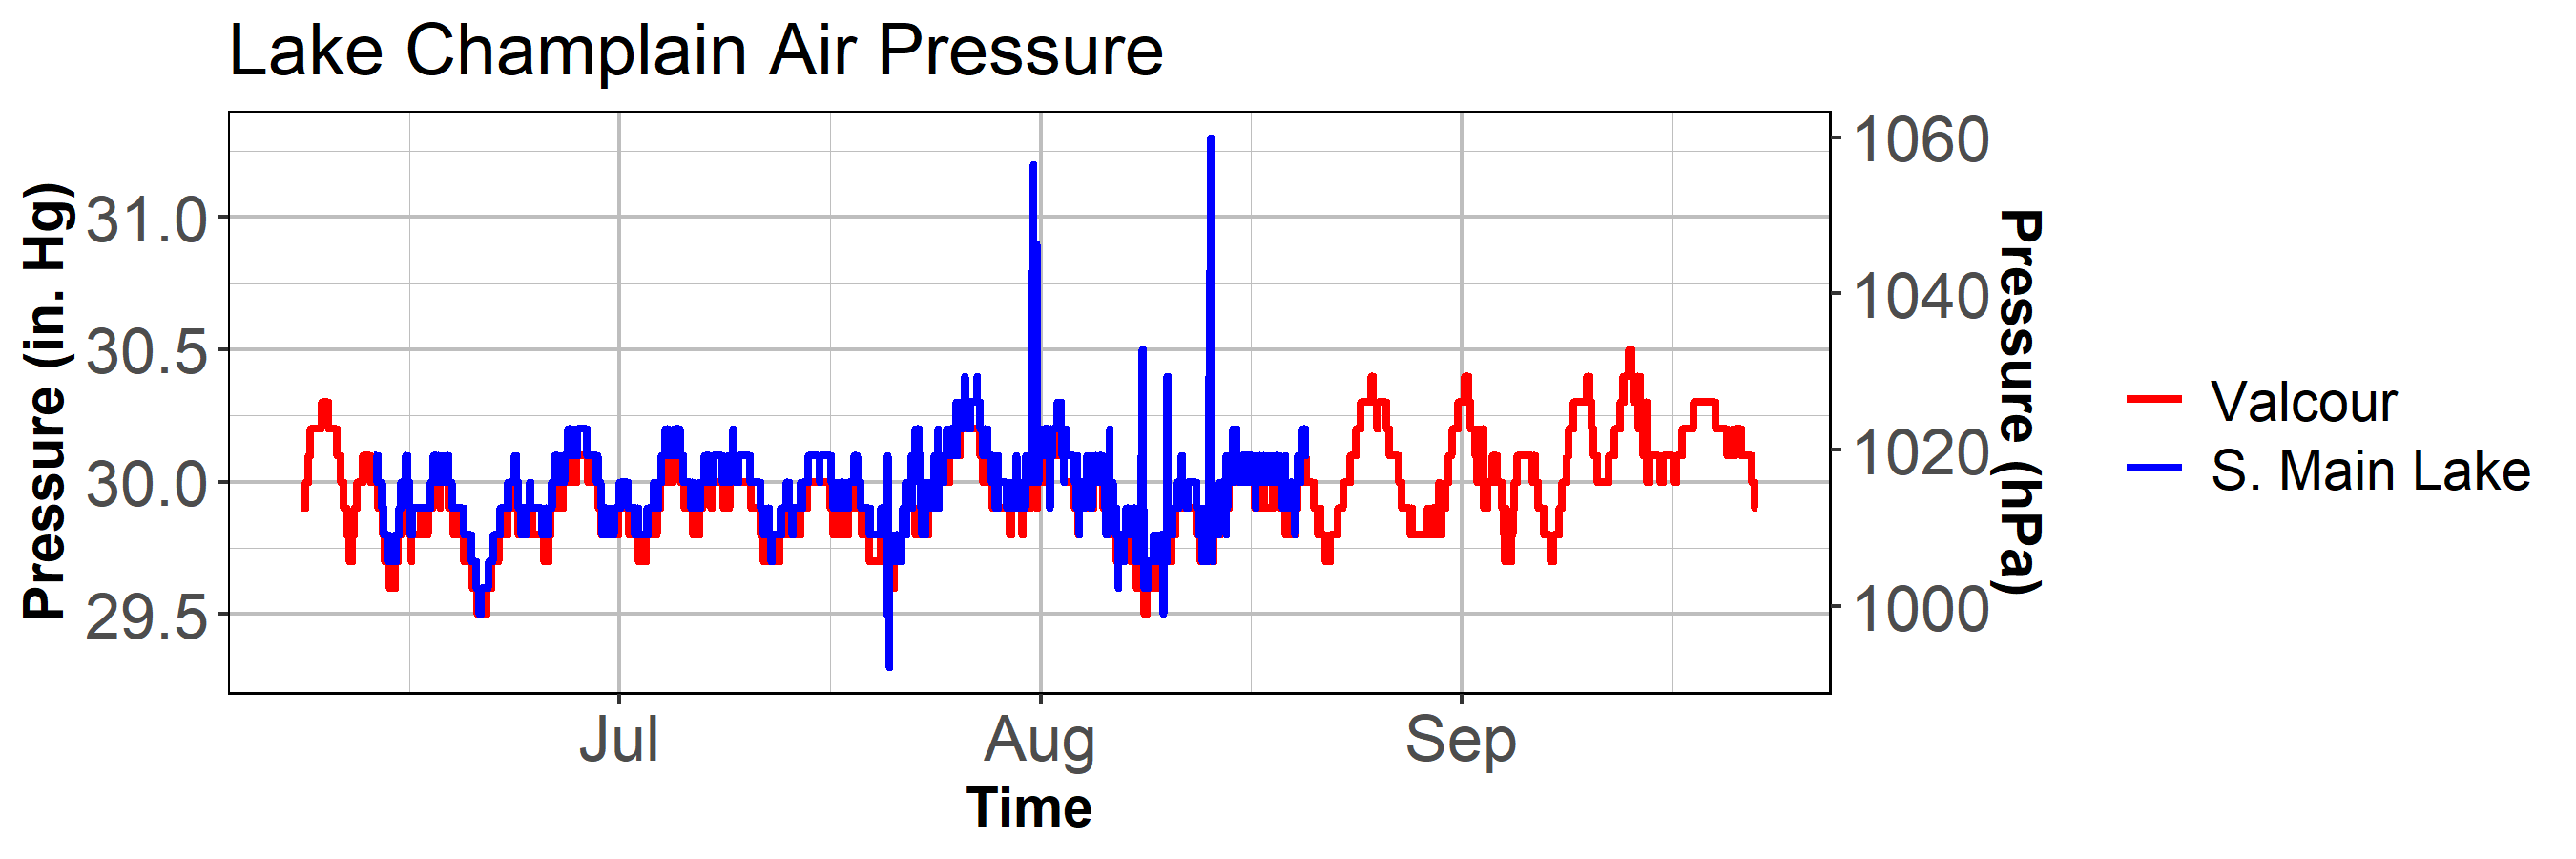 Lake Champlain Air Pressure
Pressure (in. Hg)
31.0
30.5
30.0
29.5
1060
1040
1020
1000
Pressure (hPa)
Jul
Aug
Sep
Time
Valcour
S. Main Lake